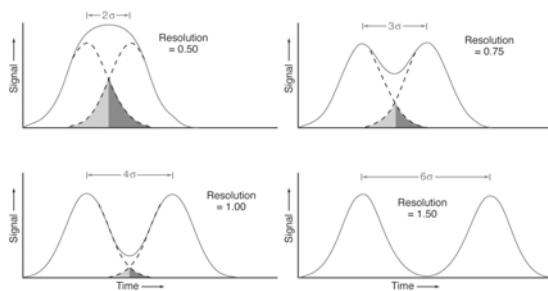 2σ
Resolution
= 0.50
Signal
3σ
Resolution
= 0.75
Signal
4σ
Resolution
= 1.00
Signal
Time
6σ
Resolution
= 1.50
Signal
Time